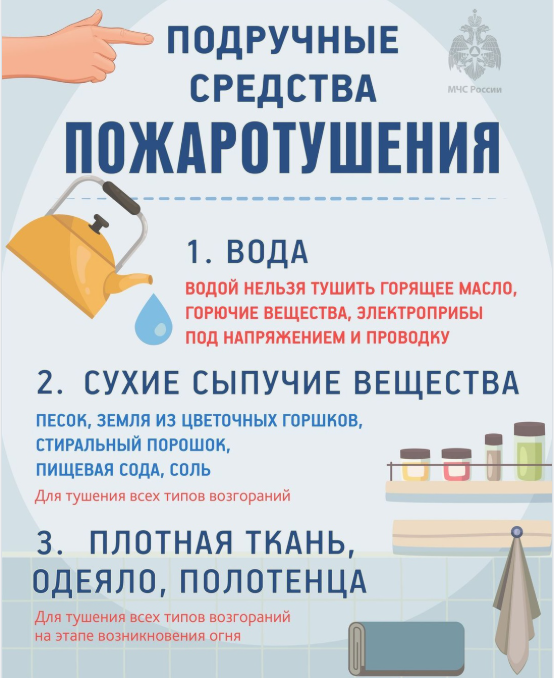 ПОДРУЧНЫЕ
СРЕДСТВА
ПОЖАРОТУШЕНИЯ
МЧС России
1. ВОДА
ВОДОЙ НЕЛЬЗЯ ТУШИТЬ ГОРЯЩЕЕ МАСЛО,
ГОРЮЧИЕ ВЕЩЕСТВА, ЭЛЕКТРОПРИБЫ
ПОД НАПРЯЖЕНИЕМ И ПРОВОДКУ
2. СУХИЕ СЫПУЧИЕ ВЕЩЕСТВА
ПЕСОК, ЗЕМЛЯ ИЗ ЦВЕТОЧНЫХ ГОРШКОВ,
СТИРАЛЬНЫЙ ПОРОШОК,
ПИЩЕВАЯ СОДА, СОЛЬ
Для тушения всех типов возгораний
3. ПЛОТНАЯ ТКАНЬ,
ОДЕЯЛО, ПОЛОТЕНЦА
Для тушения всех типов возгораний
на этапе возникновения огня